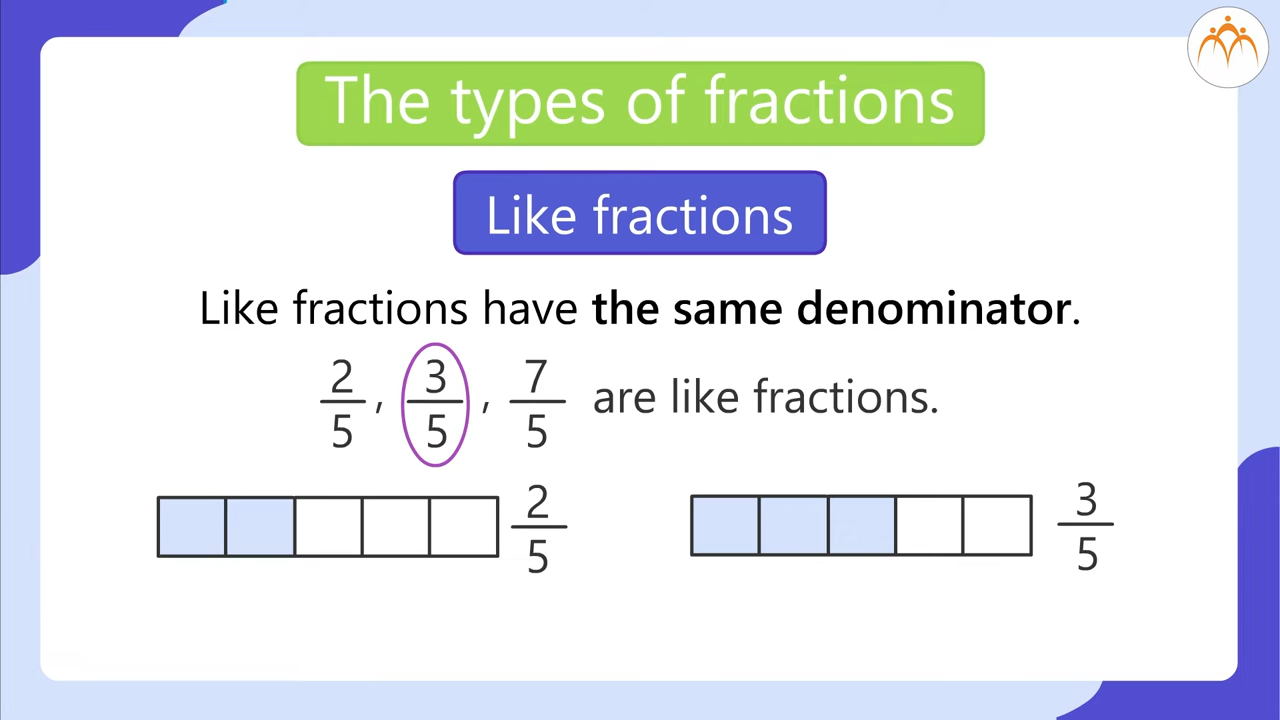 The types of fractions
Like fractions
Like fractions have the same denominator.
2/5, 3/5, 7/5 are like fractions.
2/5 3/5